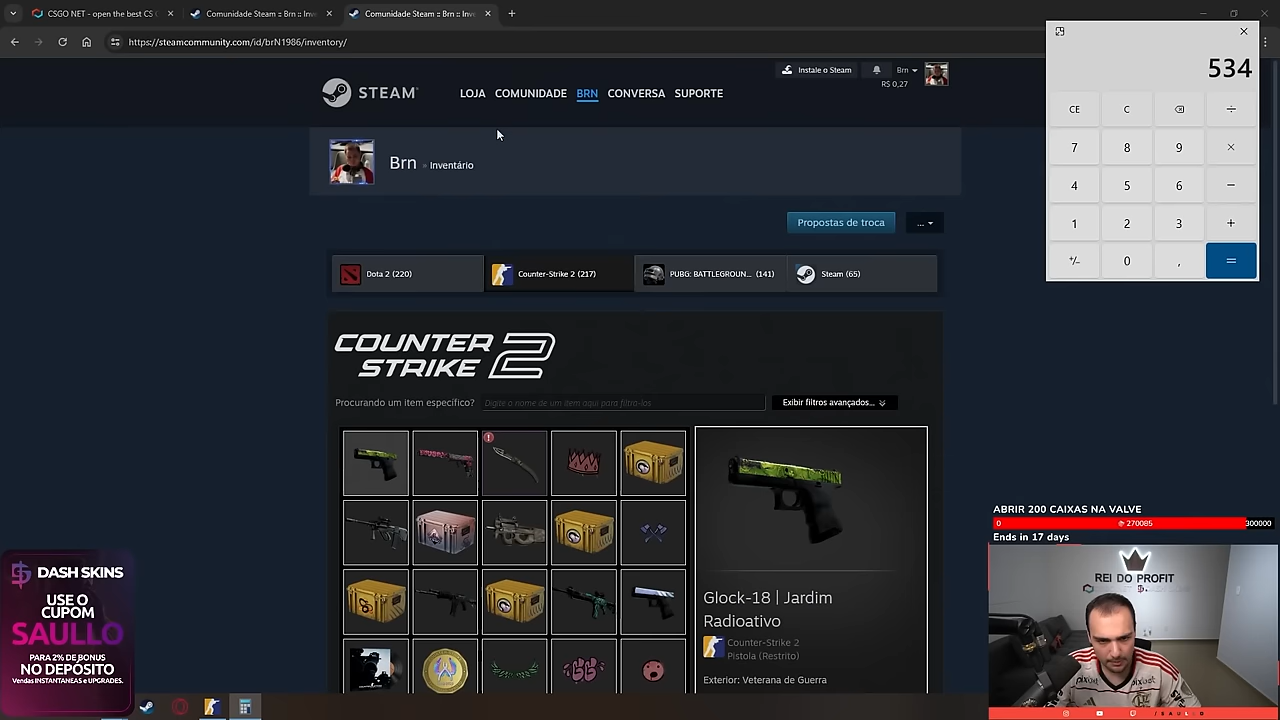 CSGO NET - open the best CS
Comunidade Steam :: Brn :: Inve
Comunidade Steam :: Brn :: Inve
https://steamcommunity.com/id/brN1986/inventory/
Instale o Steam
Brn
R$ 0,27
STEAM
LOJA COMUNIDADE BRN CONVERSA SUPORTE
Brn » Inventário
Propostas de troca
...
Dota 2 (220)
Counter-Strike 2 (217)
PUBG: BATTLEGROUN... (141)
Steam (65)
COUNTER
STRIKE 2
Procurando um item específico?
Digite o nome de um item aqui para filtrá-los
Exibir filtros avançados...
Glock-18 | Jardim
Radioativo
Counter-Strike 2
Pistola (Restrito)
Exterior: Veterana de Guerra
534
CE C ÷
7 8 9 ×
4 5 6 −
1 2 3 +
+/− 0 , =
ABRIR 200 CAIXAS NA VALVE
0 270085 300000
Ends in 17 days
REI DO PROFIT
pixbet
/SAULLO
DASH SKINS
USE O
CUPOM
SAULLO
PARA 2% DE BONUS
NO DEPÓSITO
Vendas INSTANTANEAS e UPGRADES.